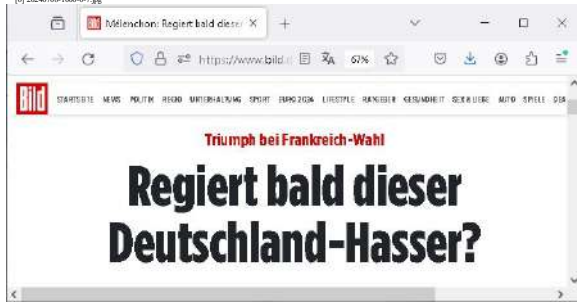 Mélenchon: Regiert bald dieser
https://www.bild.
67%
Bild
STARTSEITE NEWS POLITIK REGIO UNTERHALTUNG SPORT EURO 2024 LIFESTYLE RATGEBER GESUNDHEIT SEX & LIEBE AUTO SPIELE
Triumph bei Frankreich-Wahl
Regiert bald dieser
Deutschland-Hasser?